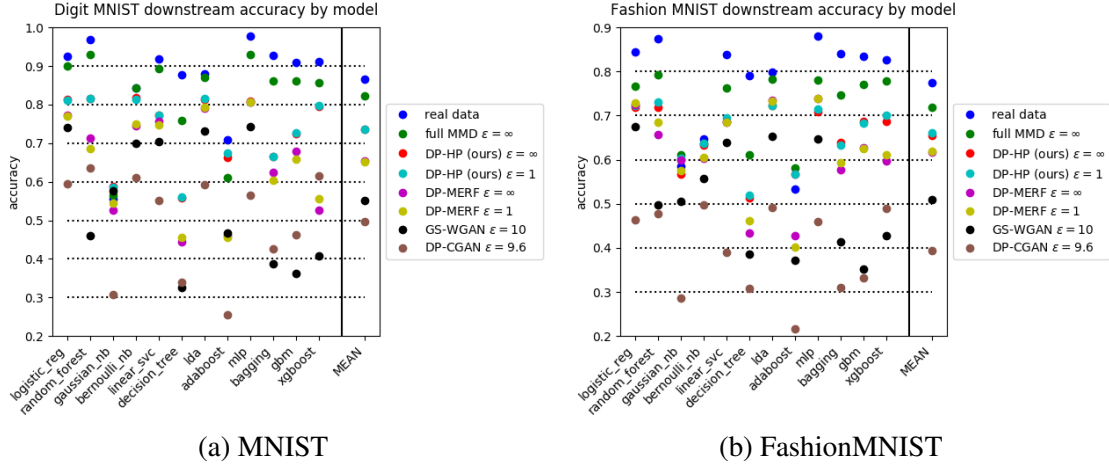 Digit MNIST downstream accuracy by model
accuracy
1.0
0.9
0.8
0.7
0.6
0.5
0.4
0.3
0.2
logistic_reg
random_forest
gaussian_nb
bernoulli_nb
linear_svc
decision_tree
lda
adaboost
mlp
bagging
gbm
xgboost
MEAN
real data
full MMD ε = ∞
DP-HP (ours) ε = ∞
DP-HP (ours) ε = 1
DP-MERF ε = ∞
DP-MERF ε = 1
GS-WGAN ε = 10
DP-CGAN ε = 9.6
(a) MNIST
Fashion MNIST downstream accuracy by model
accuracy
0.9
0.8
0.7
0.6
0.5
0.4
0.3
0.2
logistic_reg
random_forest
gaussian_nb
bernoulli_nb
linear_svc
decision_tree
lda
adaboost
mlp
bagging
gbm
xgboost
MEAN
real data
full MMD ε = ∞
DP-HP (ours) ε = ∞
DP-HP (ours) ε = 1
DP-MERF ε = ∞
DP-MERF ε = 1
GS-WGAN ε = 10
DP-CGAN ε = 9.6
(b) FashionMNIST